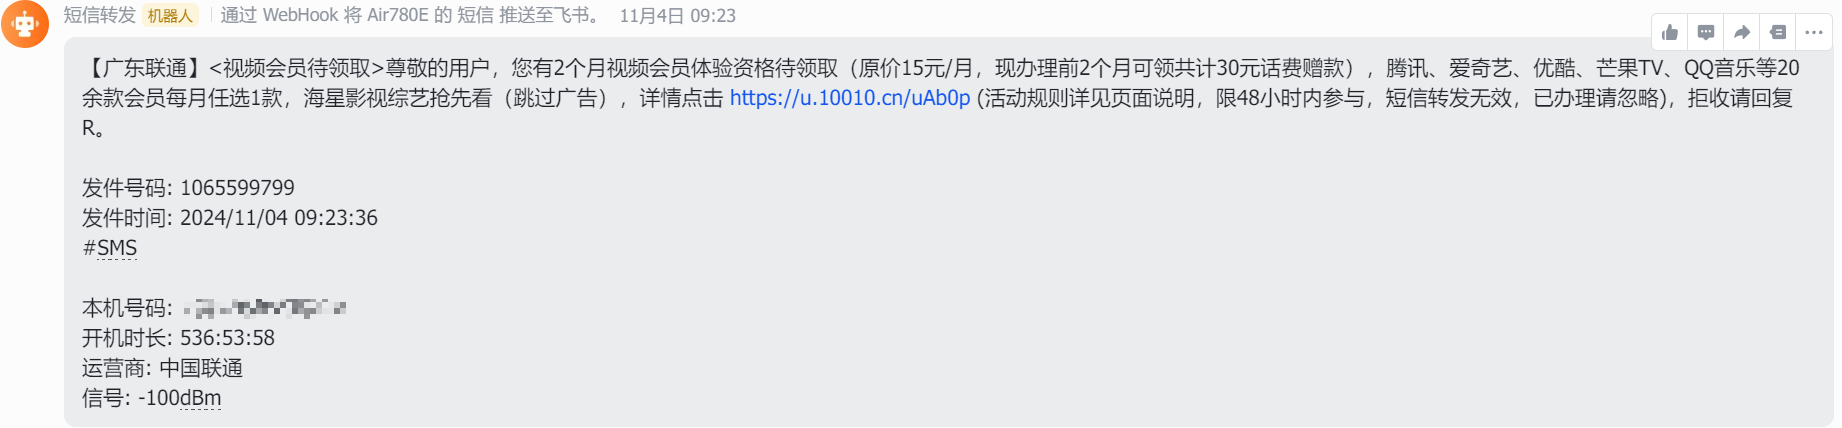 短信转发 机器人 通过 WebHook 将 Air780E 的 短信 推送至飞书。 11月4日 09:23
【广东联通】<视频会员待领取>尊敬的用户，您有2个月视频会员体验资格待领取（原价15元/月，现办理前2个月可领共计30元话费赠款），腾讯、爱奇艺、优酷、芒果TV、QQ音乐等20
余款会员每月任选1款，海星影视综艺抢先看（跳过广告），详情点击 https://u.10010.cn/uAb0p (活动规则详见页面说明，限48小时内参与，短信转发无效，已办理请忽略)，拒收请回复
R。
发件号码: 1065599799
发件时间: 2024/11/04 09:23:36
#SMS
本机号码:
开机时长: 536:53:58
运营商: 中国联通
信号: -100dBm